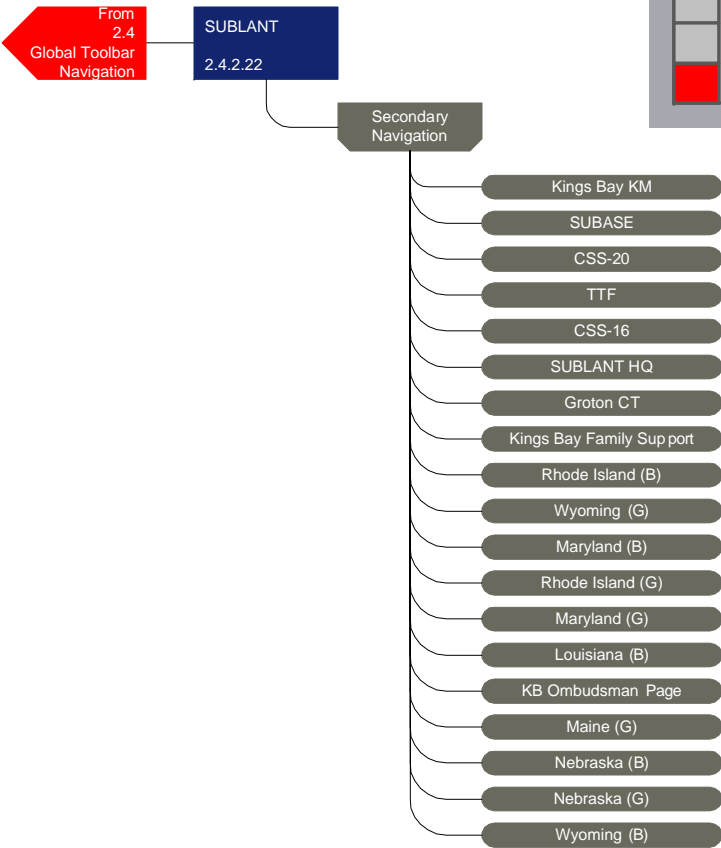 From
2.4
Global Toolbar
Navigation
SUBLANT
2.4.2.22
Secondary
Navigation
Kings Bay KM
SUBASE
CSS-20
TTF
CSS-16
SUBLANT HQ
Groton CT
Kings Bay Family Support
Rhode Island (B)
Wyoming (G)
Maryland (B)
Rhode Island (G)
Maryland (G)
Louisiana (B)
KB Ombudsman Page
Maine (G)
Nebraska (B)
Nebraska (G)
Wyoming (B)